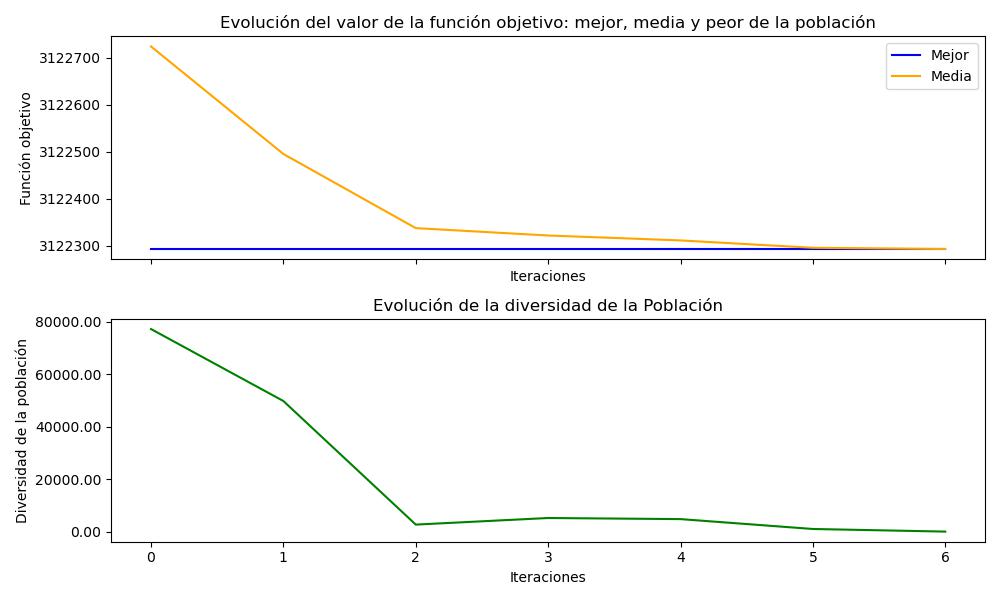 Evolución del valor de la función objetivo: mejor, media y peor de la población
Función objetivo
3122700
3122600
3122500
3122400
3122300
Mejor
Media
Iteraciones
Evolución de la diversidad de la Población
Diversidad de la población
80000.00
60000.00
40000.00
20000.00
0.00
0 1 2 3 4 5 6
Iteraciones